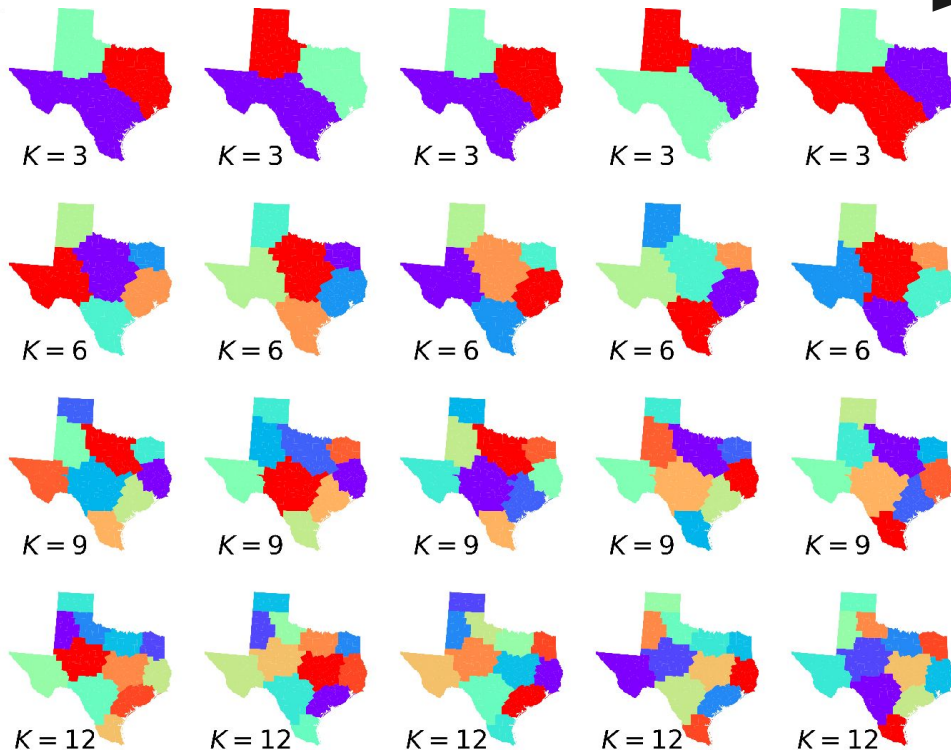 K = 3 K = 3 K = 3 K = 3 K = 3
K = 6 K = 6 K = 6 K = 6 K = 6
K = 9 K = 9 K = 9 K = 9 K = 9
K = 12 K = 12 K = 12 K = 12 K = 12